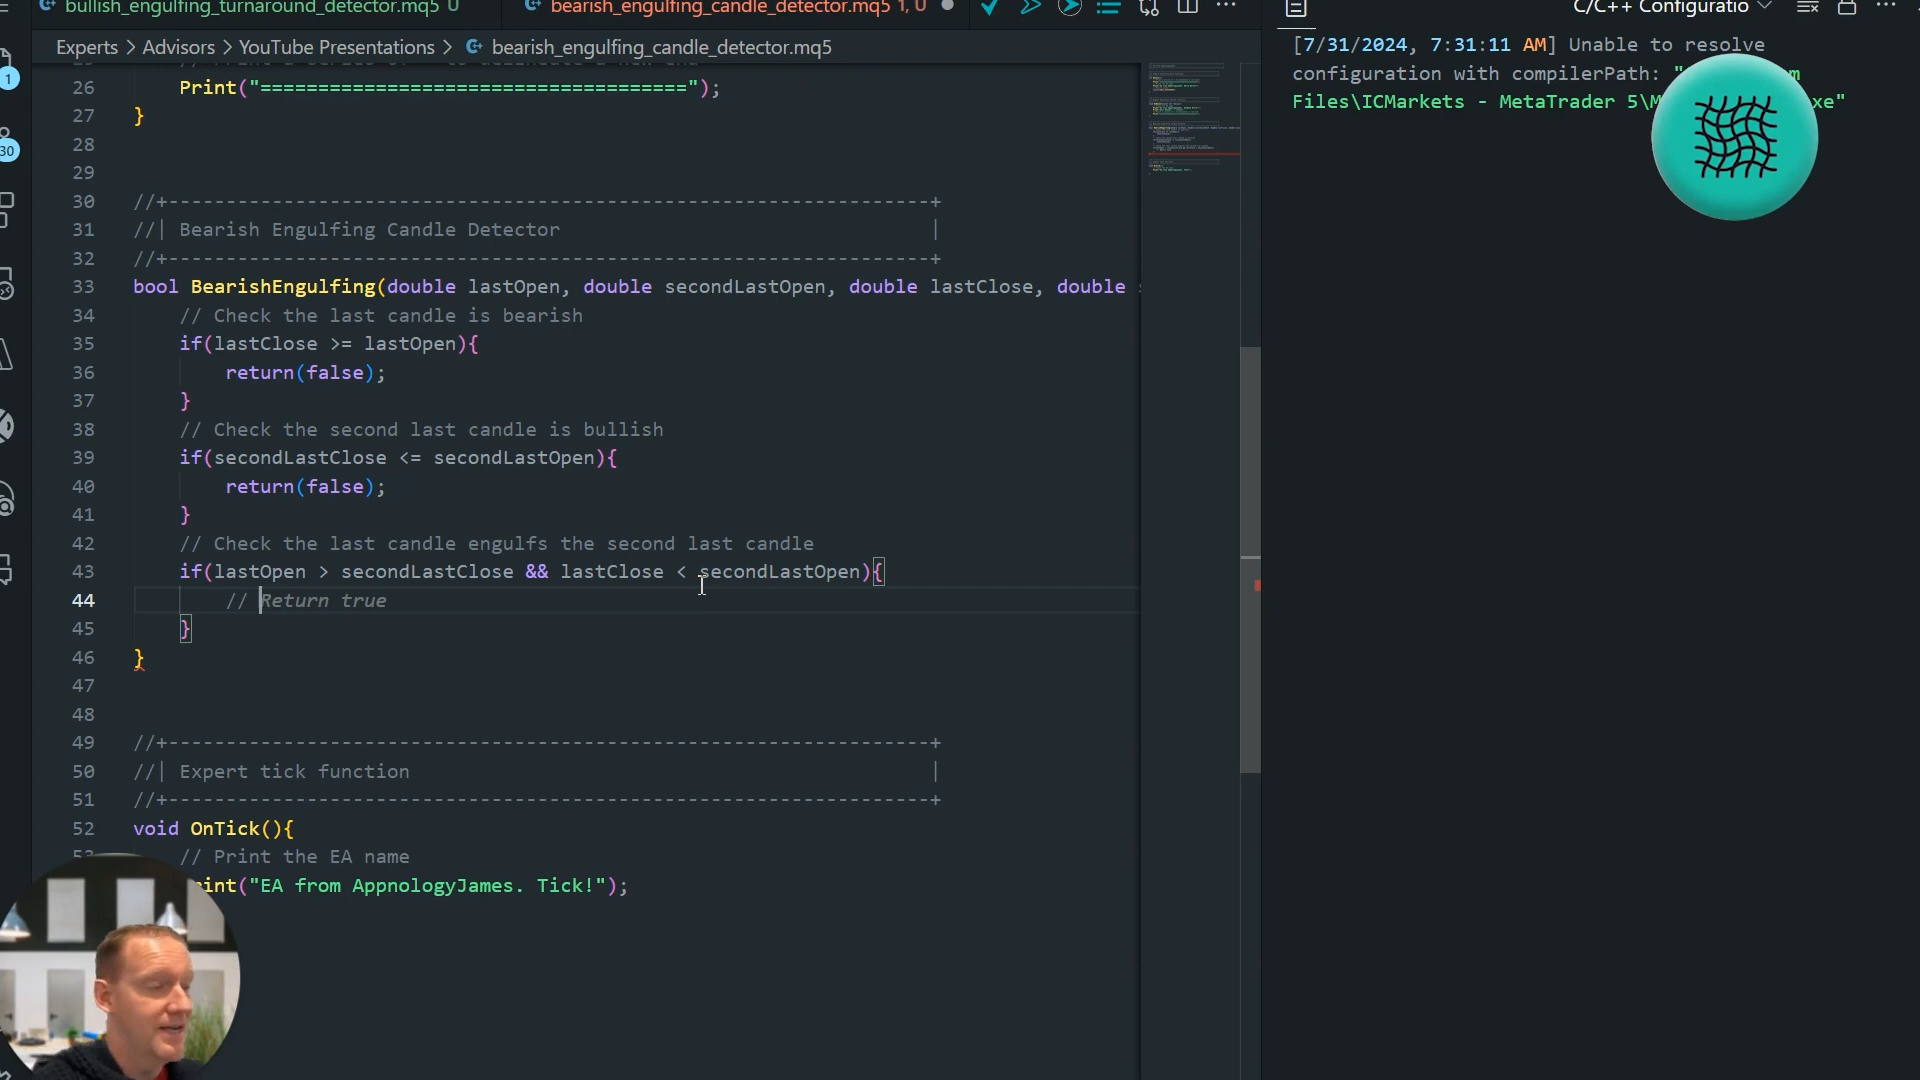 bullish_engulfing_turnaround_detector.mq5 U
bearish_engulfing_candle_detector.mq5 1, U
C/C++ Configuratio
Experts > Advisors > YouTube Presentations > bearish_engulfing_candle_detector.mq5
[7/31/2024, 7:31:11 AM] Unable to resolve
configuration with compilerPath: "
Files\ICMarkets - MetaTrader 5\M xe"
1
30
26 Print("=====================================");
27 }
28
29
30 //+------------------------------------------------------------------+
31 //| Bearish Engulfing Candle Detector |
32 //+------------------------------------------------------------------+
33 bool BearishEngulfing(double lastOpen, double secondLastOpen, double lastClose, double
34 // Check the last candle is bearish
35 if(lastClose >= lastOpen){
36 return(false);
37 }
38 // Check the second last candle is bullish
39 if(secondLastClose <= secondLastOpen){
40 return(false);
41 }
42 // Check the last candle engulfs the second last candle
43 if(lastOpen > secondLastClose && lastClose < secondLastOpen){
44 // Return true
45 }
46 }
47
48
49 //+------------------------------------------------------------------+
50 //| Expert tick function |
51 //+------------------------------------------------------------------+
52 void OnTick(){
// Print the EA name
int("EA from AppnologyJames. Tick!");